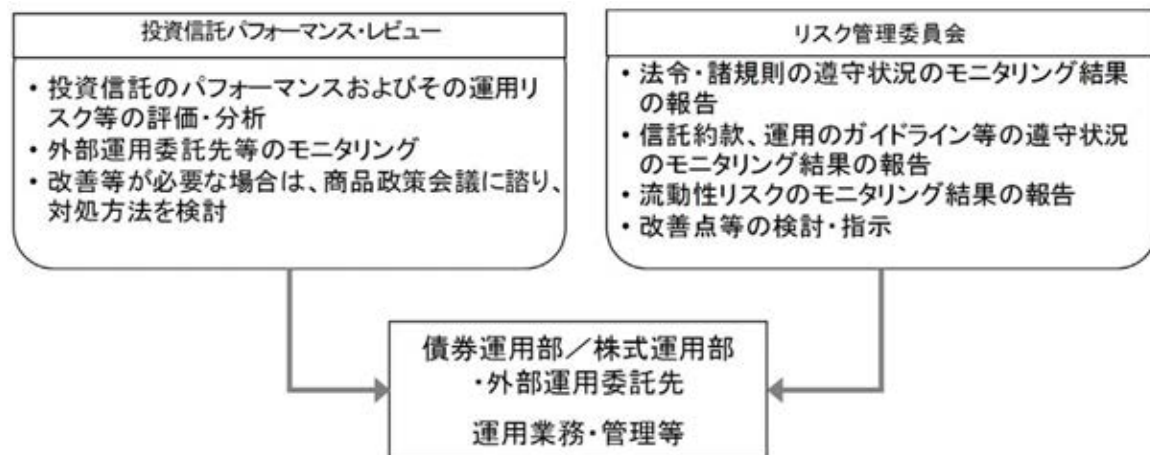 投資信託パフォーマンス・レビュー
・投資信託のパフォーマンスおよびその運用リ
スク等の評価・分析
・外部運用委託先等のモニタリング
・改善等が必要な場合は、商品政策会議に諮り、
対処方法を検討
リスク管理委員会
・法令・諸規則の遵守状況のモニタリング結果
の報告
・信託約款、運用のガイドライン等の遵守状況
のモニタリング結果の報告
・流動性リスクのモニタリング結果の報告
・改善点等の検討・指示
債券運用部／株式運用部
・外部運用委託先
運用業務・管理等